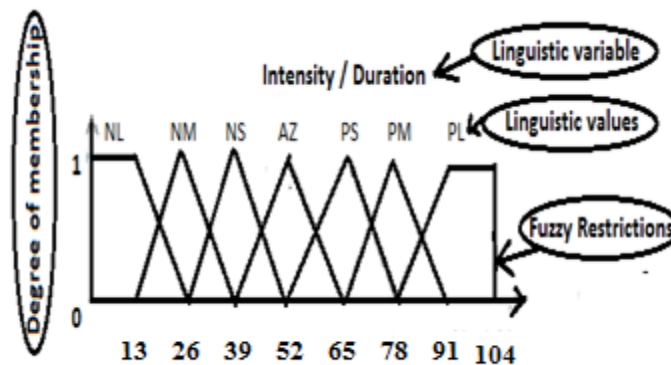 Linguistic variable
Intensity / Duration
Linguistic values
NL NM NS AZ PS PM PL
1
Degree of membership
Fuzzy Restrictions
0
13 26 39 52 65 78 91 104